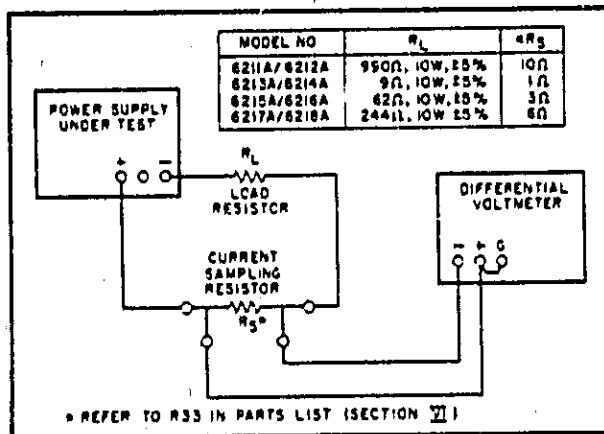 MODEL NO RL *RS
6211A/6212A 990Ω, 10W, ±5% 10Ω
6213A/6214A 9Ω, 10W, ±5% 1Ω
6215A/6216A 62Ω, 10W, ±5% 3Ω
6217A/6218A 244Ω, 10W ±5% 6Ω
POWER SUPPLY
UNDER TEST
+ −
RL
LOAD
RESISTOR
DIFFERENTIAL
VOLTMETER
− + G
CURRENT
SAMPLING
RESISTOR
RS*
* REFER TO R33 IN PARTS LIST (SECTION VI)